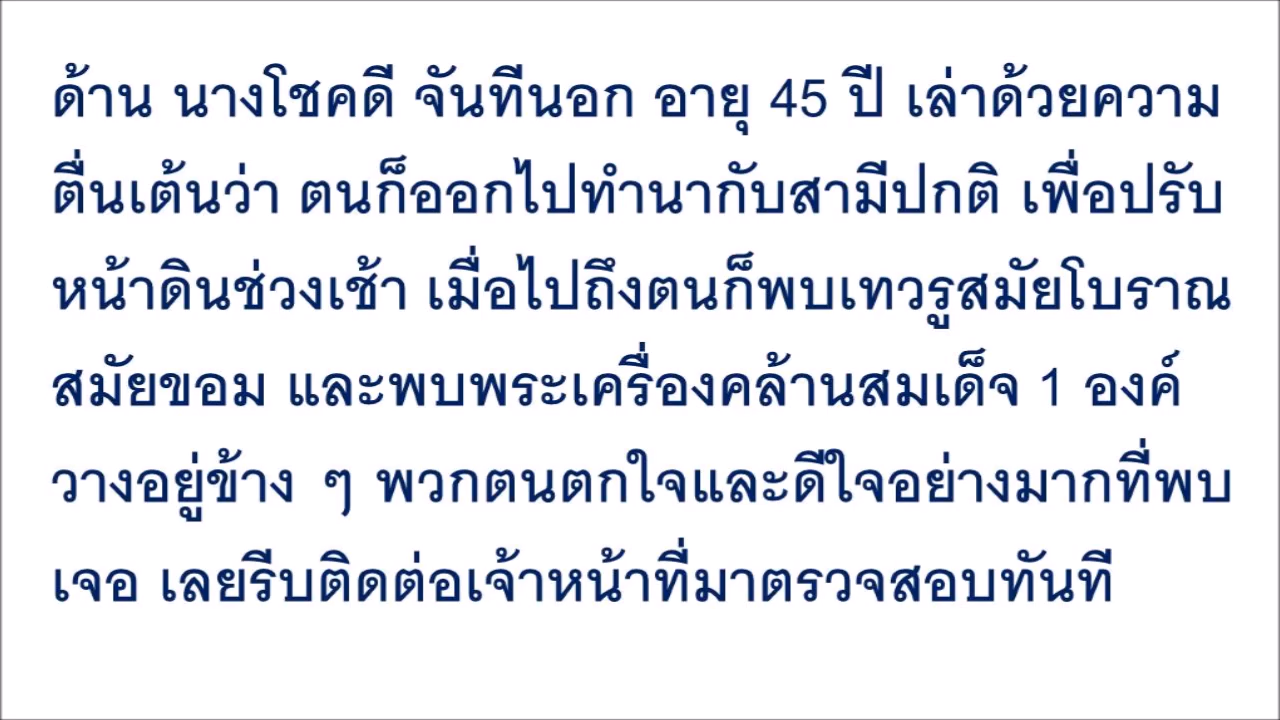 ด้าน นางโชคดี จันทีนอก อายุ 45 ปี เล่าด้วยความ
ตื่นเต้นว่า ตนก็ออกไปทำนากับสามีปกติ เพื่อปรับ
หน้าดินช่วงเช้า เมื่อไปถึงตนก็พบเทวรูสมัยโบราณ
สมัยขอม และพบพระเครื่องคล้านสมเด็จ 1 องค์
วางอยู่ข้าง ๆ พวกตนตกใจและดีใจอย่างมากที่พบ
เจอ เลยรีบติดต่อเจ้าหน้าที่มาตรวจสอบทันที